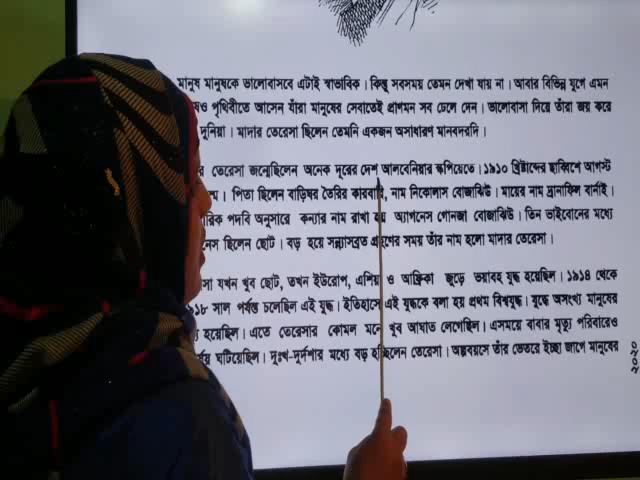 মানুষ মানুষকে ভালোবাসবে এটাই স্বাভাবিক। কিন্তু সবসময় তেমন দেখা যায় না। আবার বিভিন্ন যুগে এমন
পৃথিবীতে আসেন যাঁরা মানুষের সেবাতেই প্রাণমন সব ঢেলে দেন। ভালোবাসা দিয়ে তাঁরা জয় করে
দুনিয়া। মাদার তেরেসা ছিলেন তেমনি একজন অসাধারণ মানবদরদি।
তেরেসা জন্মেছিলেন অনেক দূরের দেশ আলবেনিয়ার স্কপিয়েতে। ১৯১০ খ্রিষ্টাব্দের ছাব্বিশে আগস্ট
পিতা ছিলেন বাড়িঘর তৈরির কারবারি, নাম নিকোলাস বোজাঝিউ। মায়ের নাম দ্রানাফিল বার্নাই।
পদবি অনুসারে কন্যার নাম রাখা হয় অ্যাগনেস গোনজা বোজাঝিউ। তিন ভাইবোনের মধ্যে
ছিলেন ছোট। বড় হয়ে সন্ন্যাসব্রত গ্রহণের সময় তাঁর নাম হলো মাদার তেরেসা।
যখন খুব ছোট, তখন ইউরোপ, এশিয়া ও আফ্রিকা জুড়ে ভয়াবহ যুদ্ধ হয়েছিল। ১৯১৪ থেকে
সাল পর্যন্ত চলেছিল এই যুদ্ধ। ইতিহাসে এই যুদ্ধকে বলা হয় প্রথম বিশ্বযুদ্ধ। যুদ্ধে অসংখ্য মানুষের
হয়েছিল। এতে তেরেসার কোমল মনে খুব আঘাত লেগেছিল। এসময়ে বাবার মৃত্যু পরিবারেও
ঘটিয়েছিল। দুঃখ-দুর্দশার মধ্যে বড় হচ্ছিলেন তেরেসা। অল্পবয়সে তাঁর ভেতরে ইচ্ছা জাগে মানুষের
২০২০